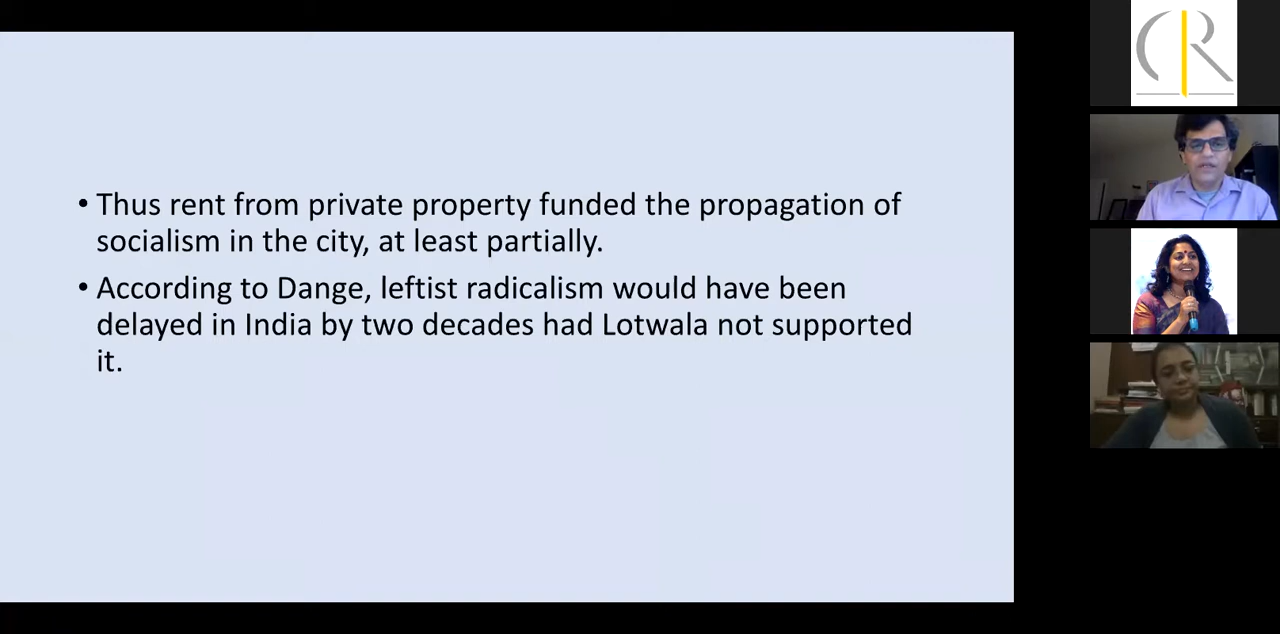 • Thus rent from private property funded the propagation of
socialism in the city, at least partially.
• According to Dange, leftist radicalism would have been
delayed in India by two decades had Lotwala not supported
it.
CR